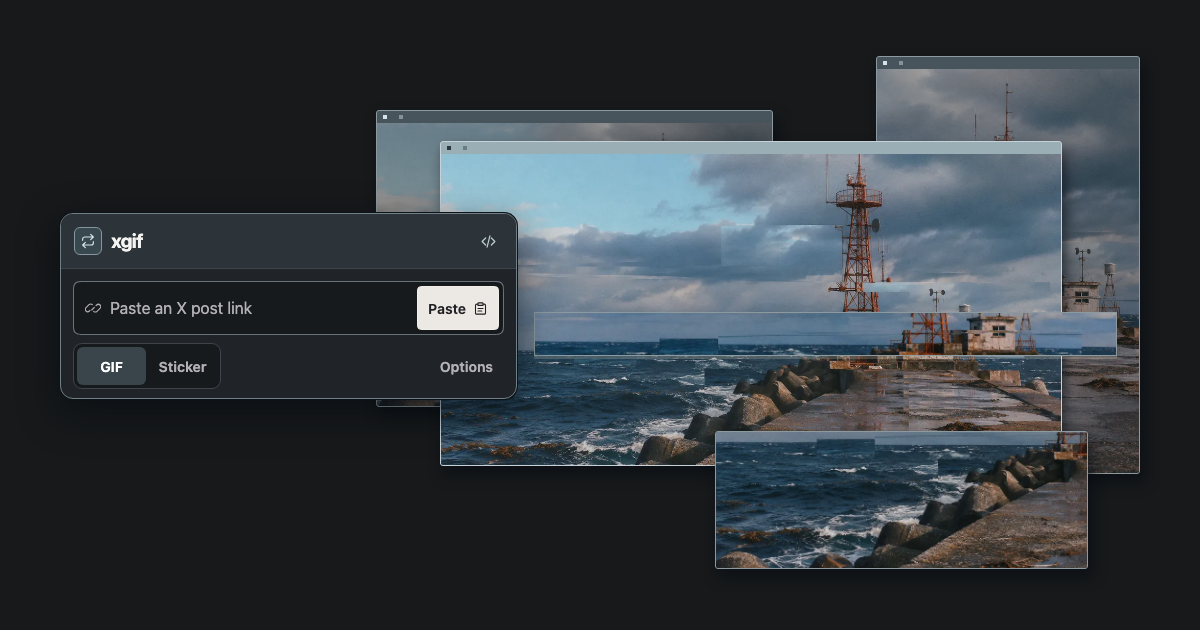 xgif
Paste an X post link
Paste
GIF
Sticker
Options